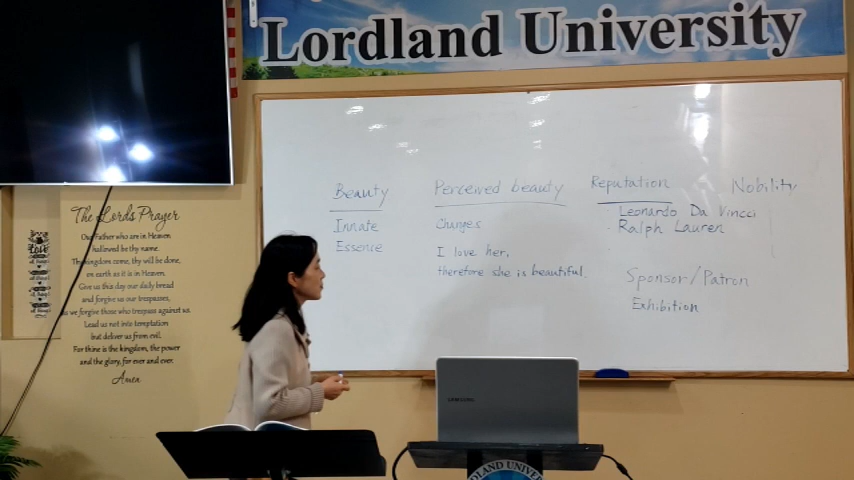 Lordland University
Beauty
Innate
Essence
Perceived beauty
Changes
I love her,
therefore she is beautiful.
Reputation
Leonardo Da Vincci
Ralph Lauren
Sponsor/Patron
Exhibition
Nobility
The Lords Prayer
Our Father who are in Heaven
hallowed be thy name.
Thy kingdom come, thy will be done,
on earth as it is in Heaven.
Give us this day our daily bread
and forgive us our trespasses,
as we forgive those who trespass against us.
Lead us not into temptation
but deliver us from evil.
For thine is the kingdom, the power
and the glory, for ever and ever.
Amen
Love
SAMSUNG
DLAND UNIVER